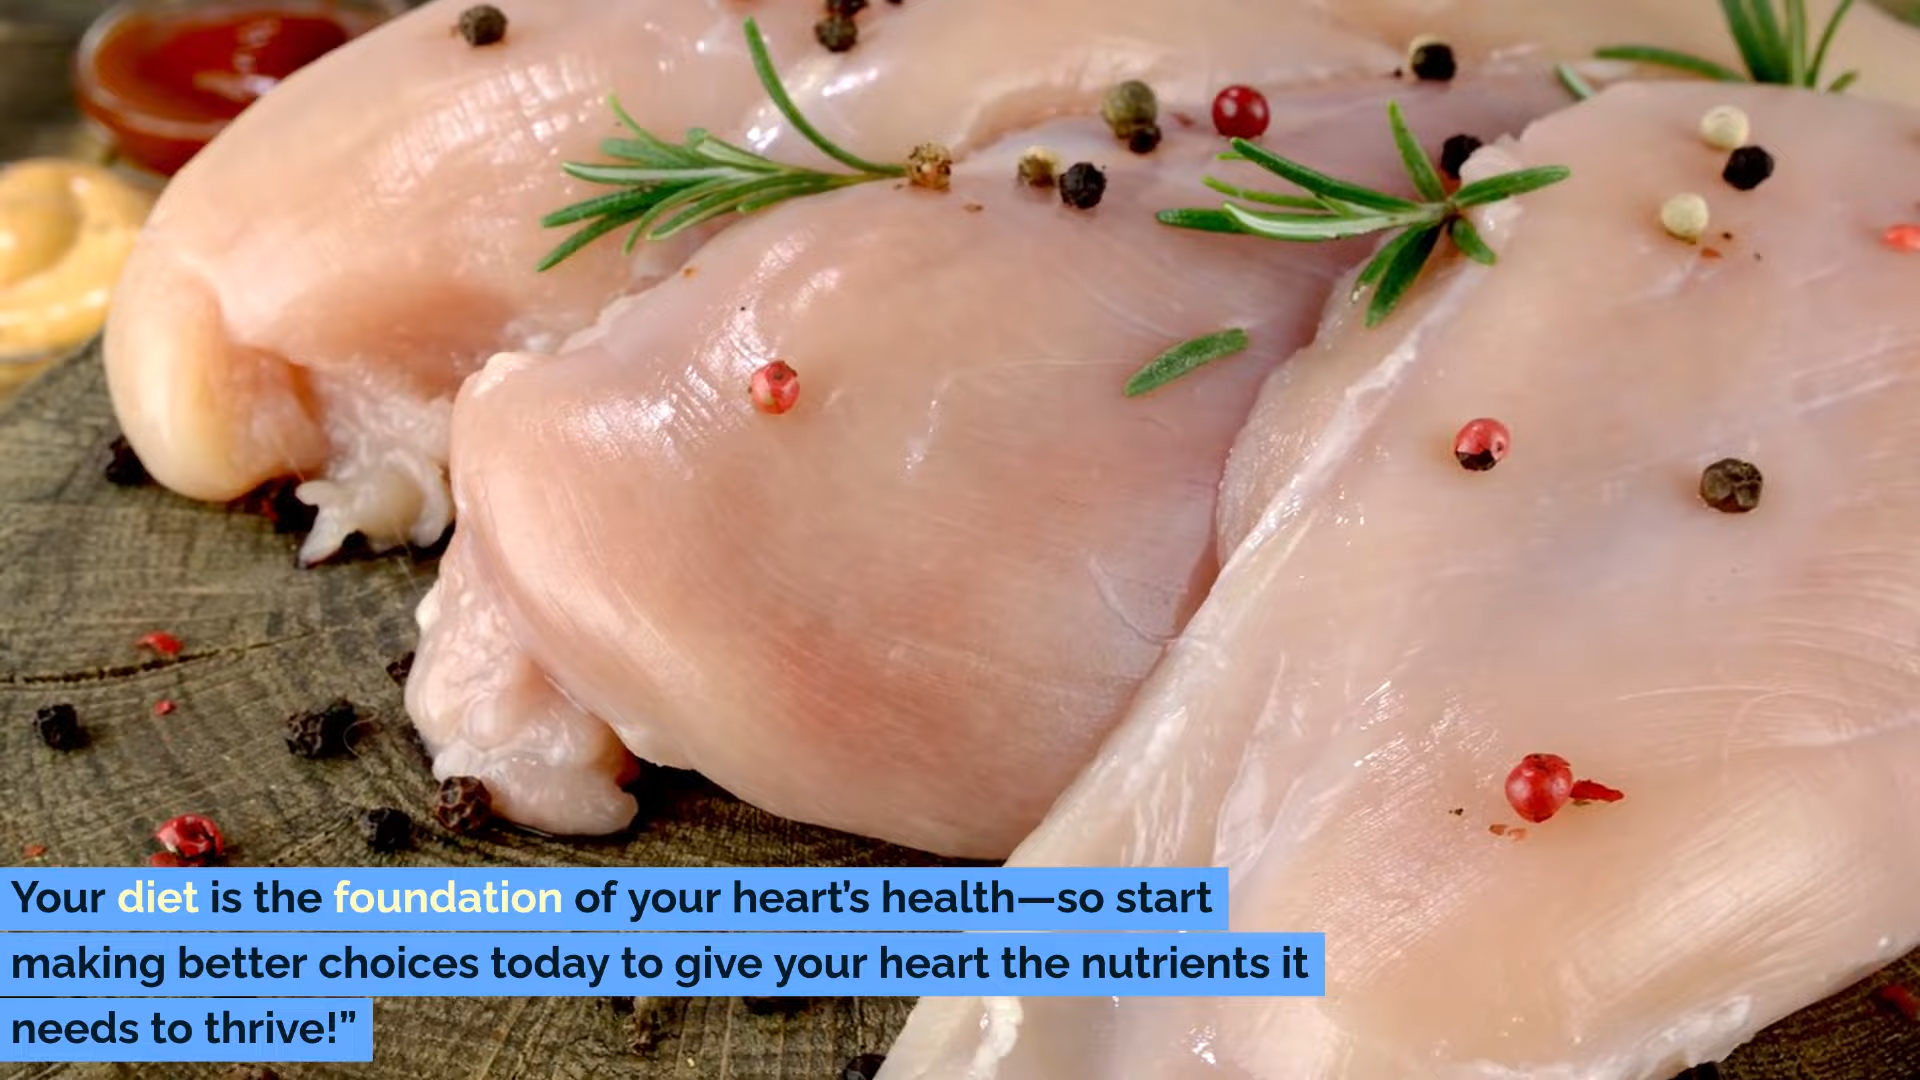 Your diet is the foundation of your heart’s health—so start
making better choices today to give your heart the nutrients it
needs to thrive!”